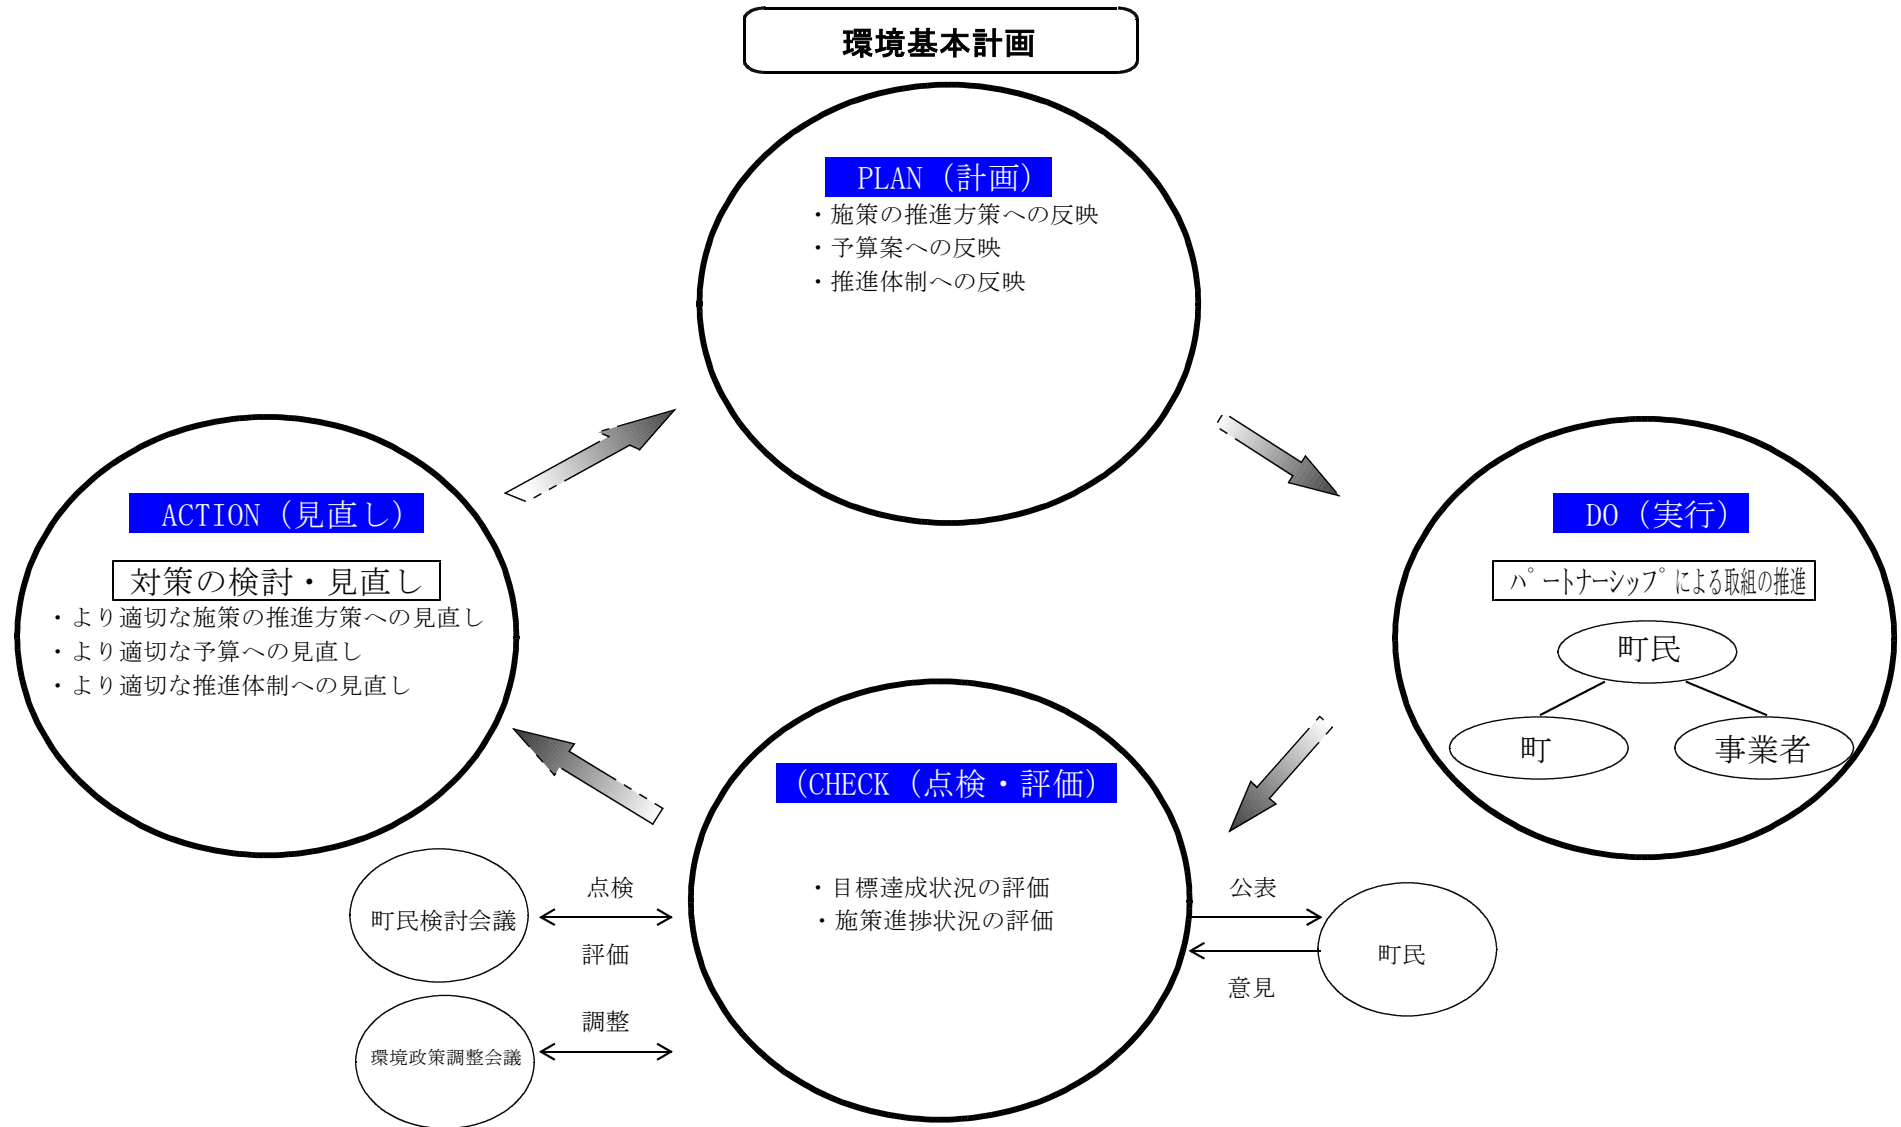 環境基本計画
PLAN（計画）
・施策の推進方策への反映
・予算案への反映
・推進体制への反映
ACTION（見直し）
対策の検討・見直し
・より適切な施策の推進方策への見直し
・より適切な予算への見直し
・より適切な推進体制への見直し
DO（実行）
パートナーシップによる取組の推進
町民
町
事業者
(CHECK（点検・評価）
・目標達成状況の評価
・施策進捗状況の評価
町民検討会議
点検
評価
環境政策調整会議
調整
公表
意見
町民